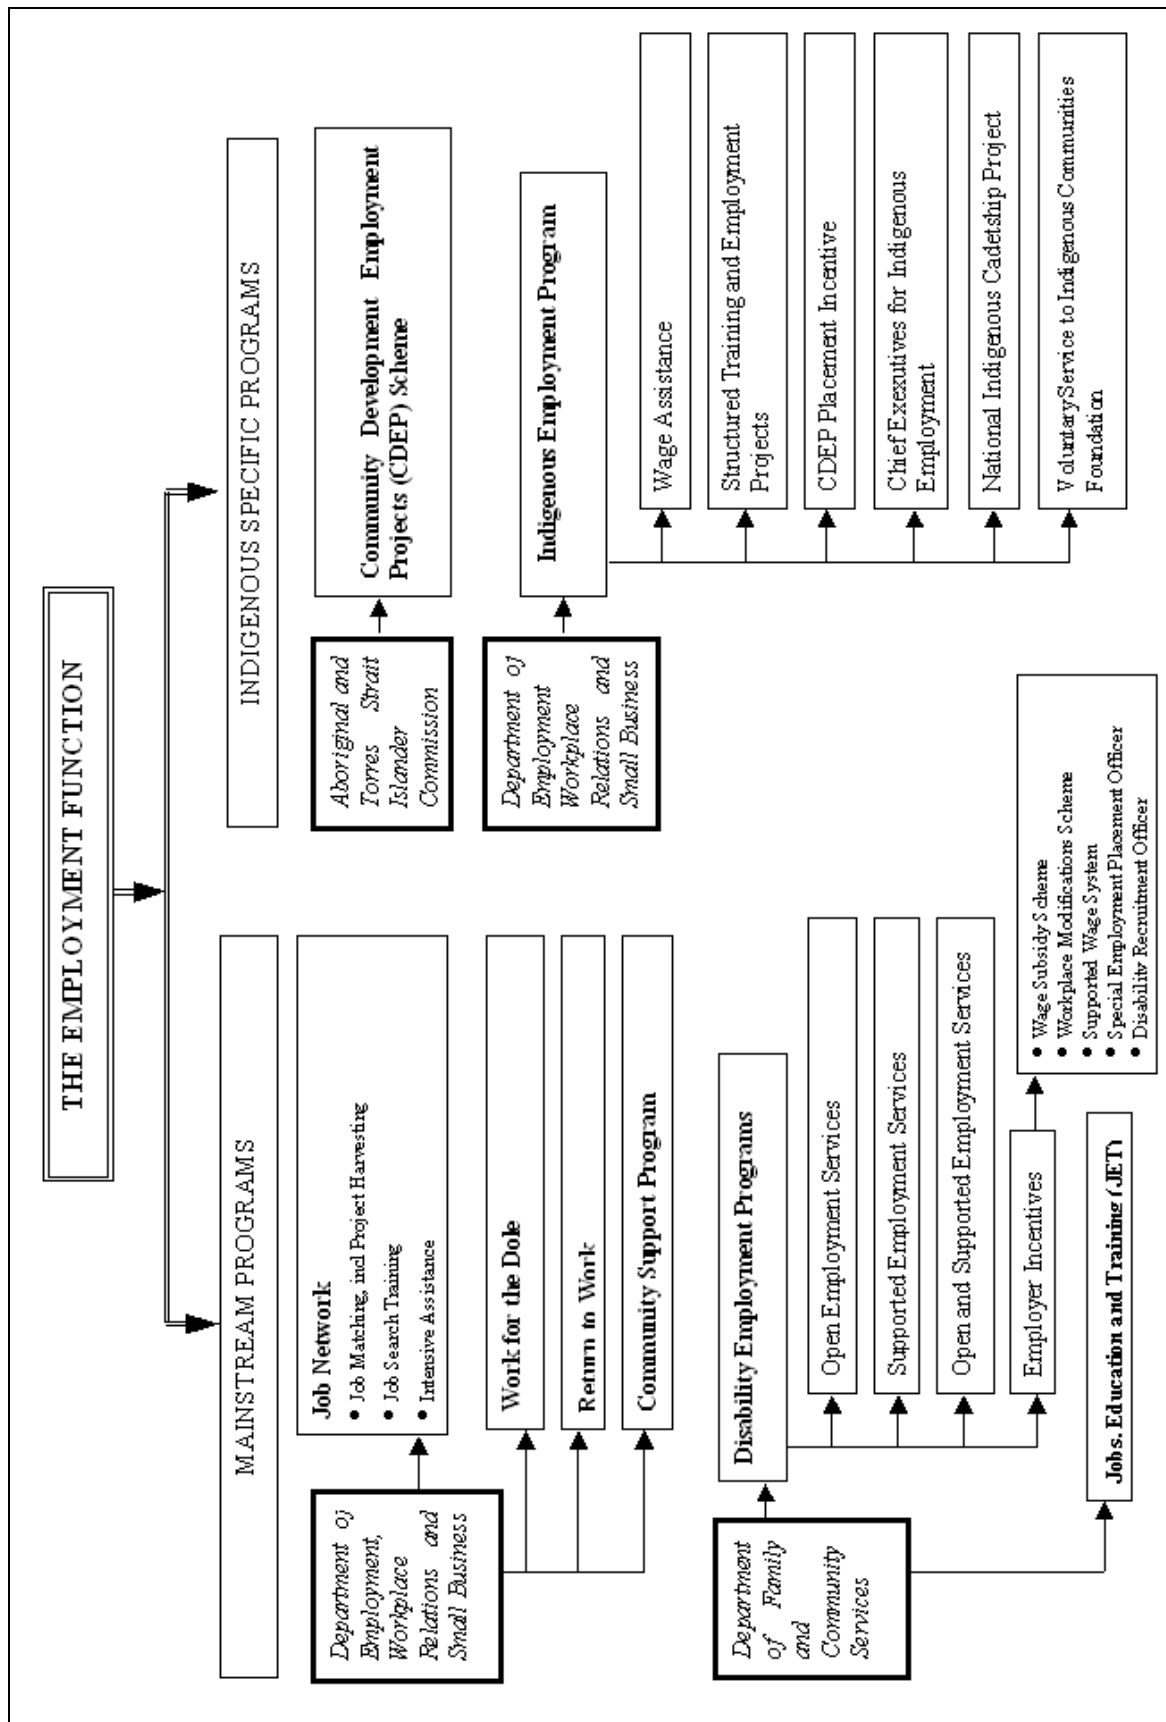 THE EMPLOYMENT FUNCTION
MAINSTREAM PROGRAMS
Department of
Employment,
Workplace
Relations and
Small Business
Job Network
● Job Matching, incl Project Harvesting
● Job Search Training
● Intensive Assistance
Work for the Dole
Return to Work
Community Support Program
Department
of Family
and
Community
Services
Disability Employment Programs
Open Employment Services
Supported Employment Services
Open and Supported Employment Services
Employer Incentives
● Wage Subsidy Scheme
● Workplace Modifications Scheme
● Supported Wage System
● Special Employment Placement Officer
● Disability Recruitment Officer
Jobs, Education and Training (JET)
INDIGENOUS SPECIFIC PROGRAMS
Aboriginal and
Torres Strait
Islander
Commission
Community Development Employment
Projects (CDEP) Scheme
Department of
Employment
Workplace
Relations and
Small Business
Indigenous Employment Program
Wage Assistance
Structured Training and Employment
Projects
CDEP Placement Incentive
Chief Exexutives for Indigenous
Employment
National Indigenous Cadetship Project
Voluntary Service to Indigenous Communities
Foundation